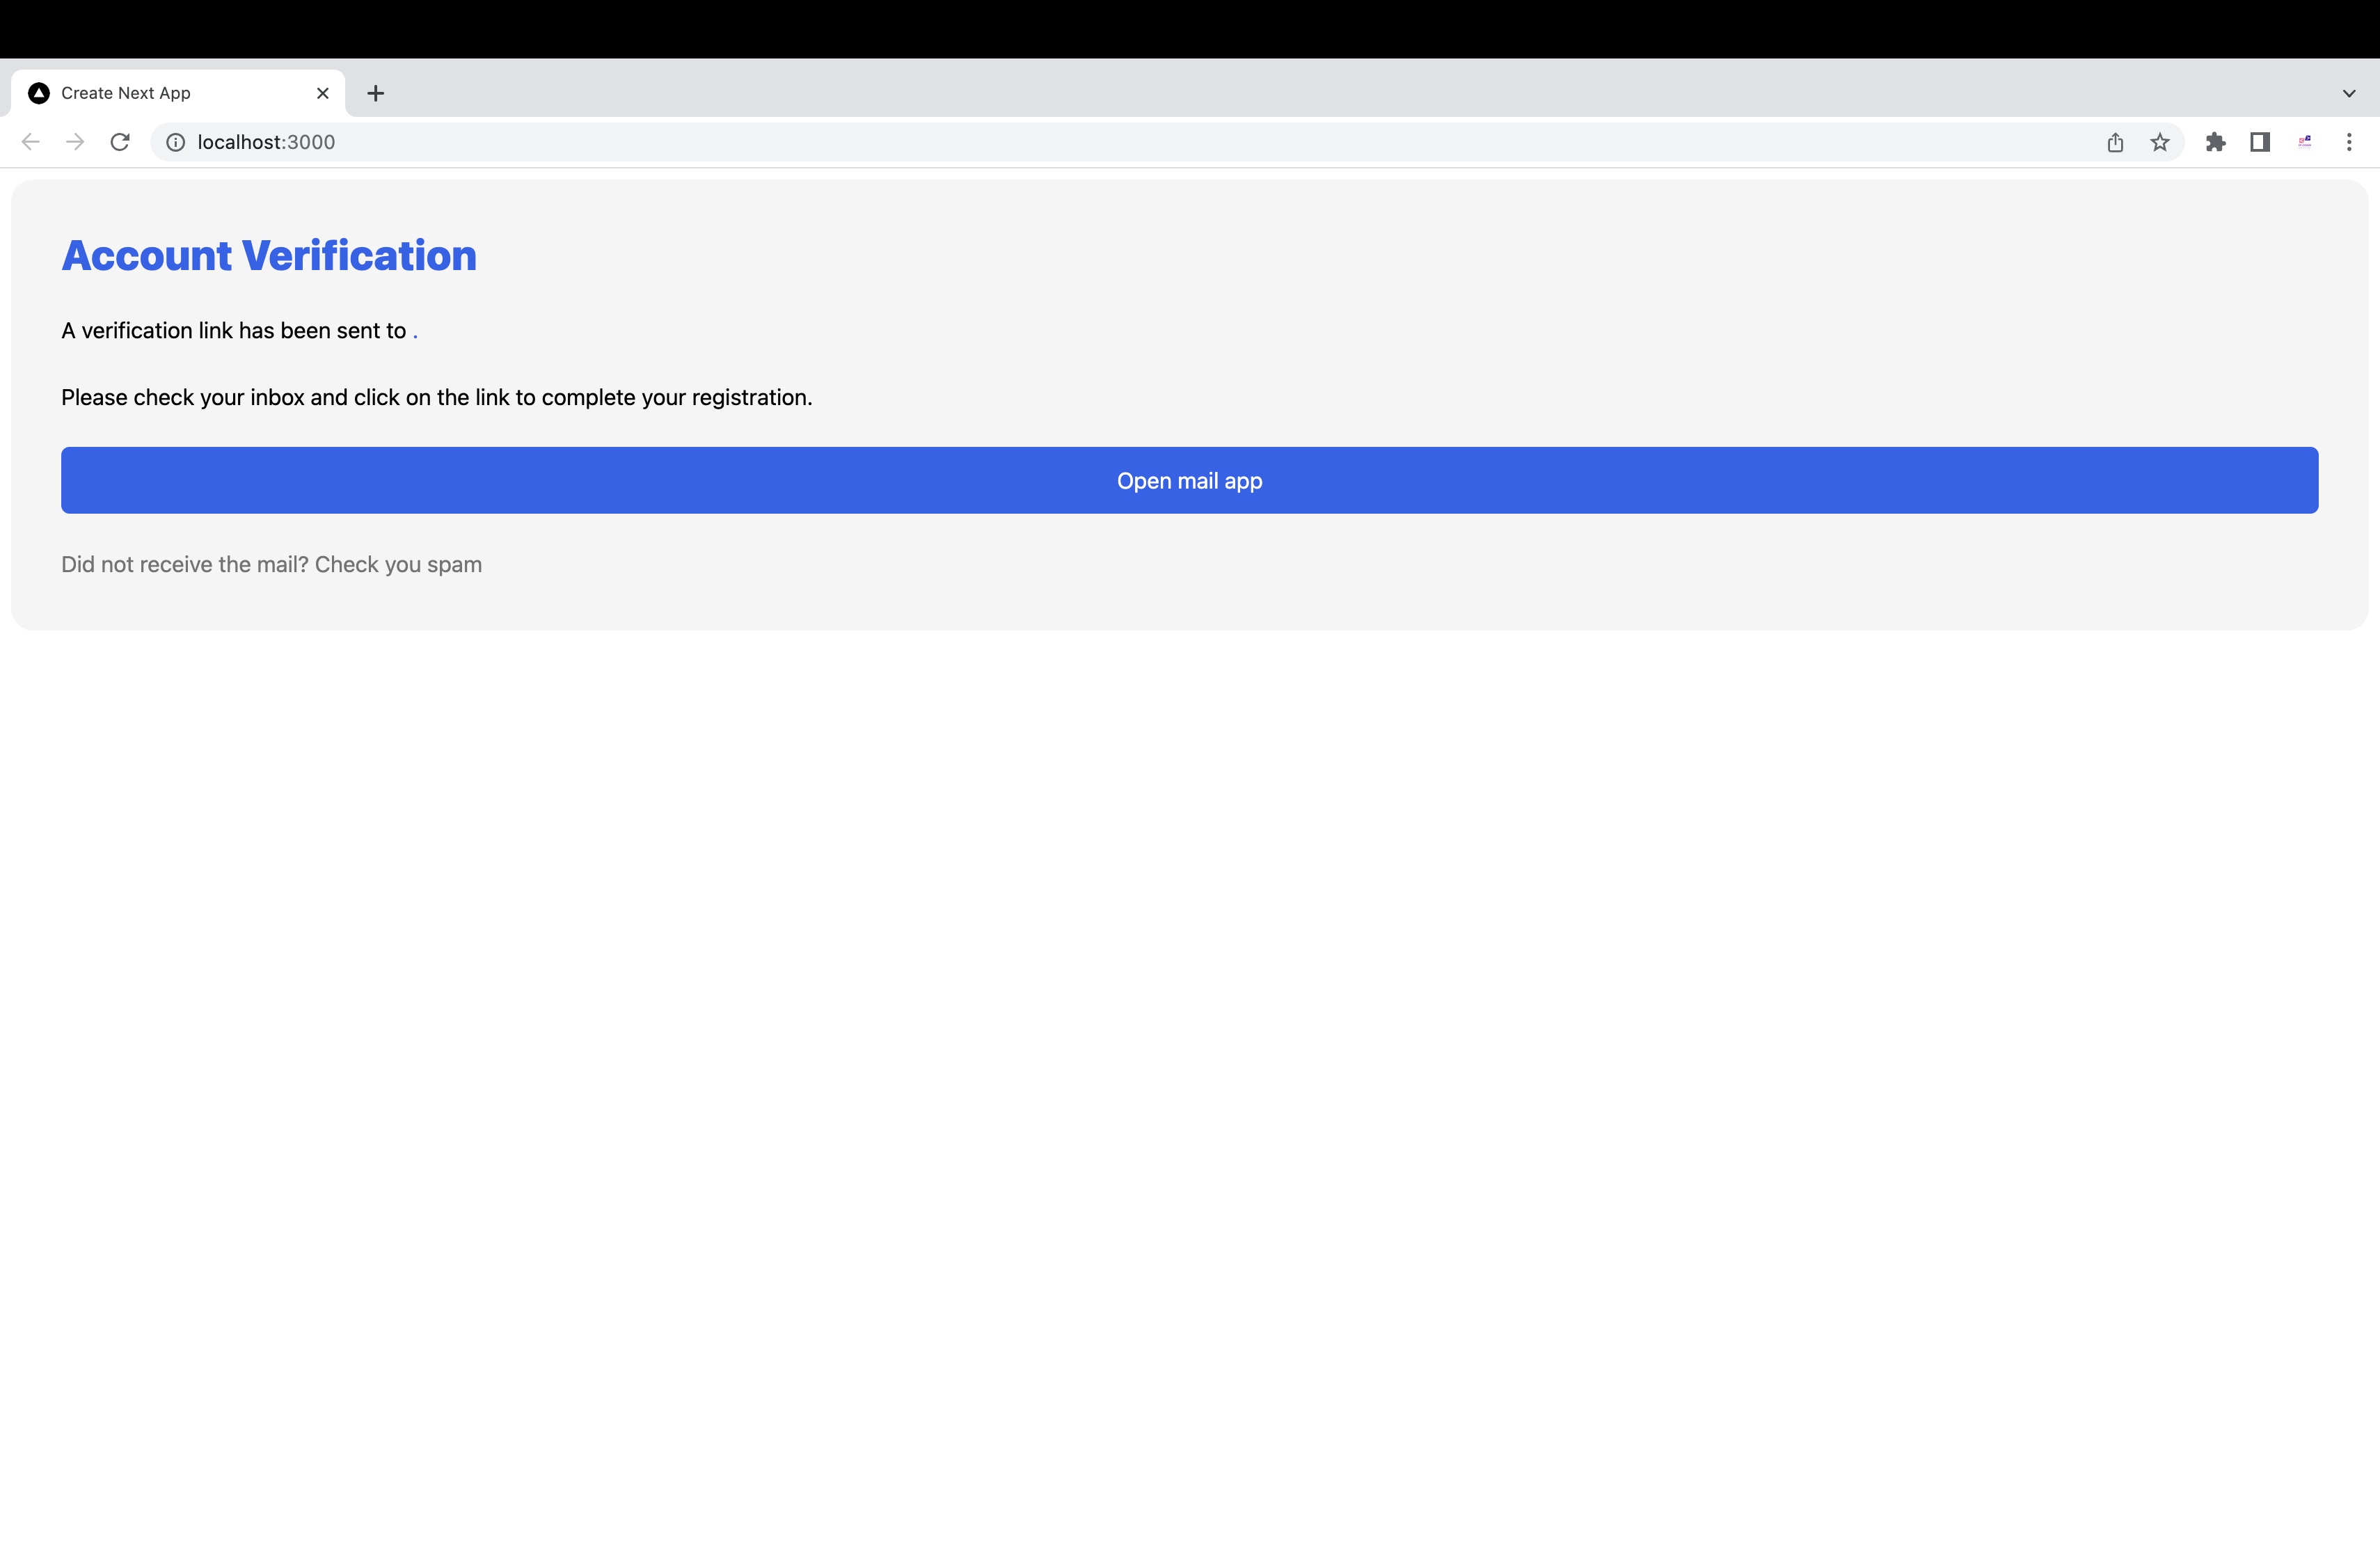 Create Next App
localhost:3000
Account Verification
A verification link has been sent to .
Please check your inbox and click on the link to complete your registration.
Open mail app
Did not receive the mail? Check you spam